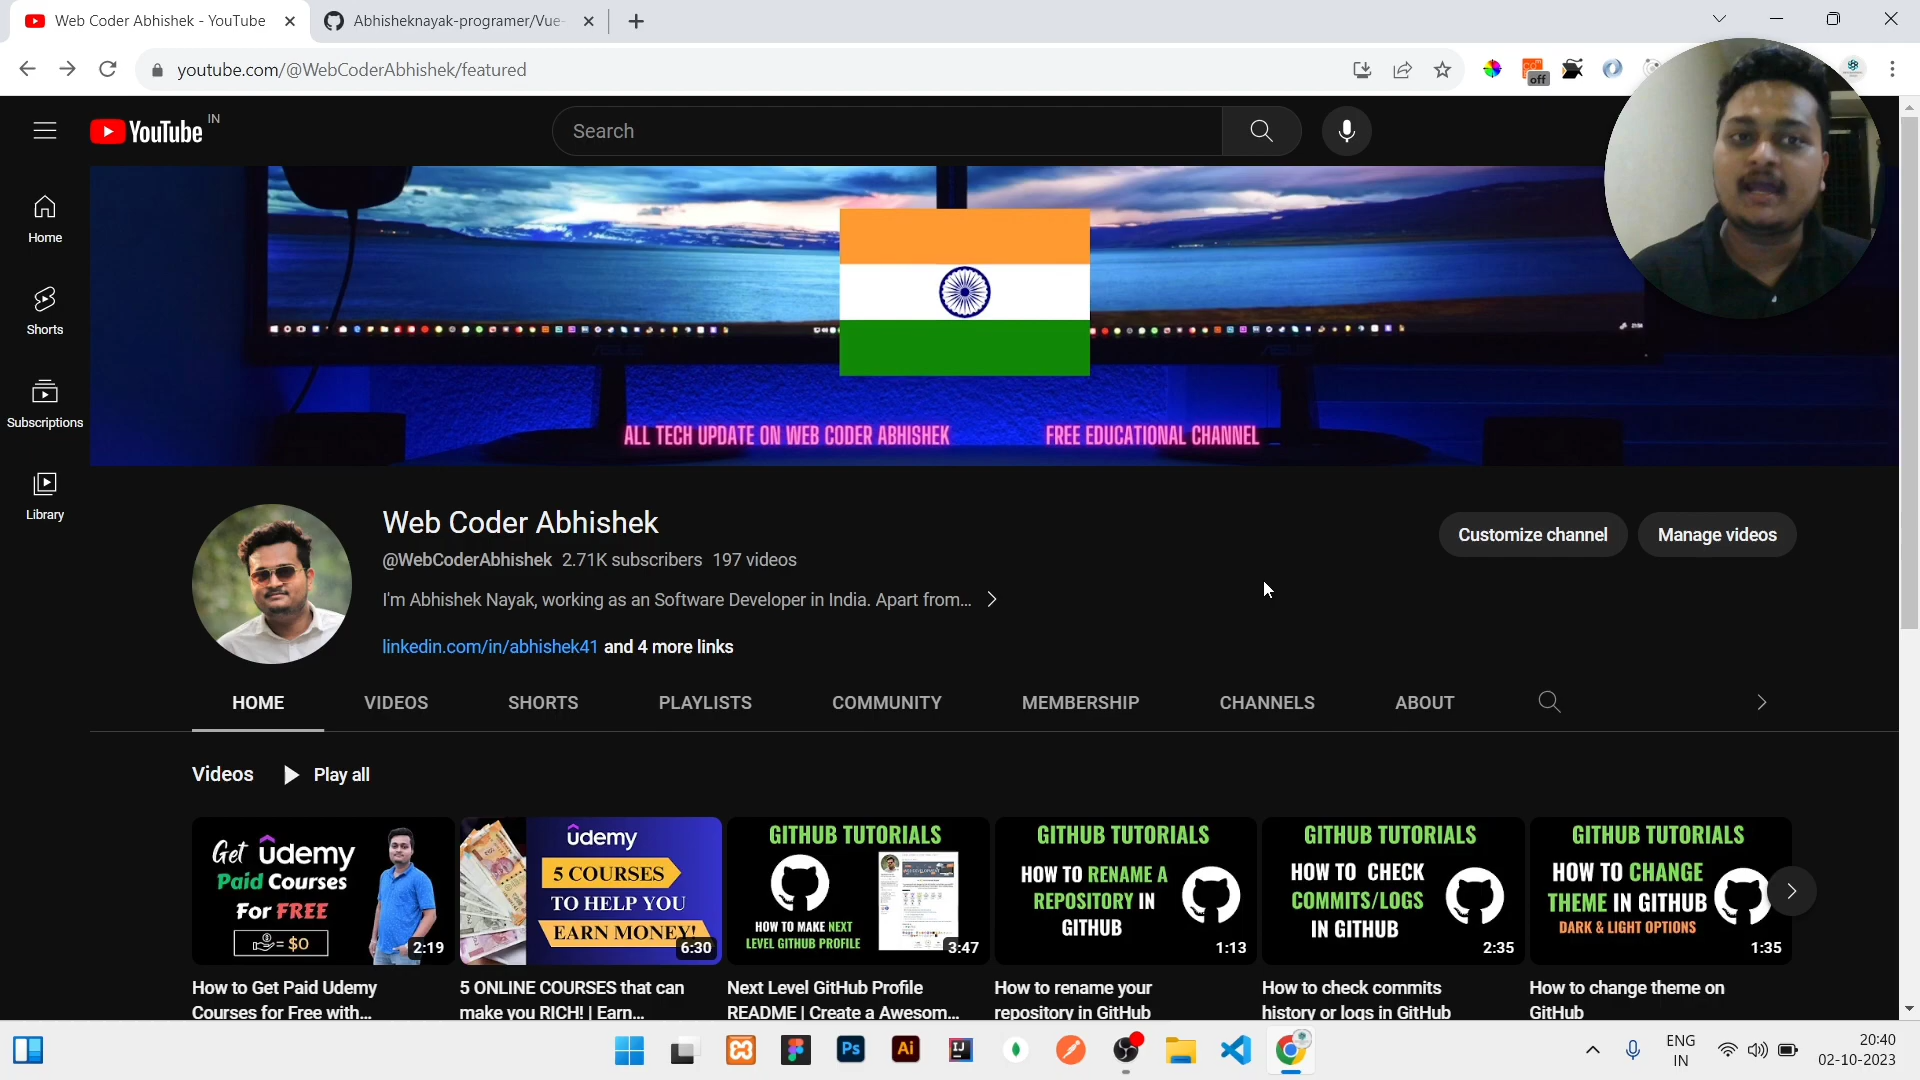 Web Coder Abhishek - YouTube
Abhisheknayak-programer/Vue-
youtube.com/@WebCoderAbhishek/featured
off
YouTube IN
Search
Home
Shorts
Subscriptions
Library
ALL TECH UPDATE ON WEB CODER ABHISHEK FREE EDUCATIONAL CHANNEL
Web Coder Abhishek
@WebCoderAbhishek 2.71K subscribers 197 videos
I'm Abhishek Nayak, working as an Software Developer in India. Apart from...
linkedin.com/in/abhishek41 and 4 more links
Customize channel
Manage videos
HOME VIDEOS SHORTS PLAYLISTS COMMUNITY MEMBERSHIP CHANNELS ABOUT
Videos Play all
Get ûdemy
Paid Courses
For FREE
= $0
2:19
ûdemy
5 COURSES
TO HELP YOU
EARN MONEY!
6:30
GITHUB TUTORIALS
HOW TO MAKE NEXT
LEVEL GITHUB PROFILE
3:47
GITHUB TUTORIALS
HOW TO RENAME A
REPOSITORY IN
GITHUB
1:13
GITHUB TUTORIALS
HOW TO CHECK
COMMITS/LOGS
IN GITHUB
2:35
GITHUB TUTORIALS
HOW TO CHANGE
THEME IN GITHUB
DARK & LIGHT OPTIONS
1:35
How to Get Paid Udemy
Courses for Free with...
5 ONLINE COURSES that can
make you RICH! | Earn...
Next Level GitHub Profile
README | Create a Awesom...
How to rename your
repository in GitHub
How to check commits
history or logs in GitHub
How to change theme on
GitHub
Ps
Ai
IJ
ENG
IN
20:40
02-10-2023